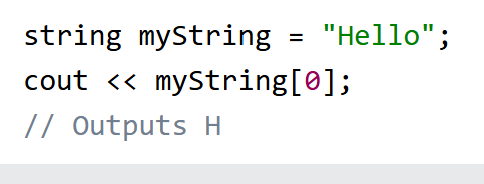 string myString = "Hello";
cout << myString[0];
// Outputs H